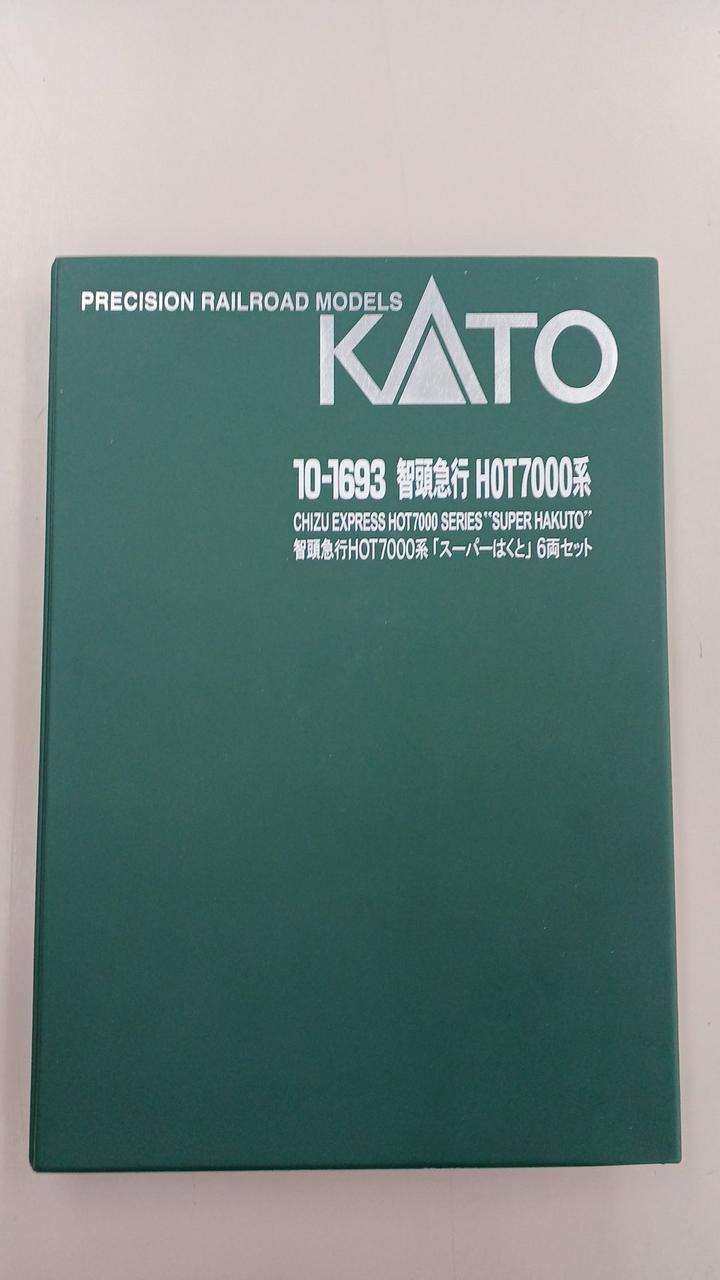 PRECISION RAILROAD MODELS
KATO
10-1693 智頭急行 HOT7000系
CHIZU EXPRESS HOT7000 SERIES "SUPER HAKUTO"
智頭急行HOT7000系「スーパーはくと」6両セット